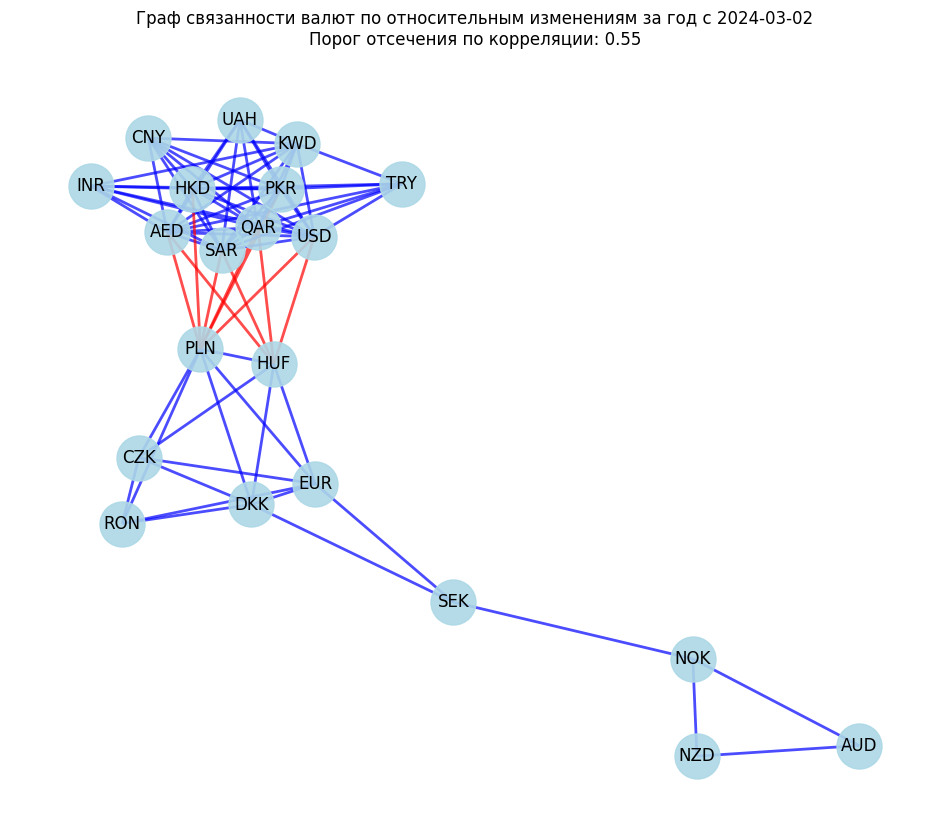 Граф связанности валют по относительным изменениям за год с 2024-03-02
Порог отсечения по корреляции: 0.55
UAH
CNY
KWD
INR
HKD
PKR
TRY
AED
QAR
USD
SAR
PLN
HUF
CZK
EUR
DKK
RON
SEK
NOK
AUD
NZD